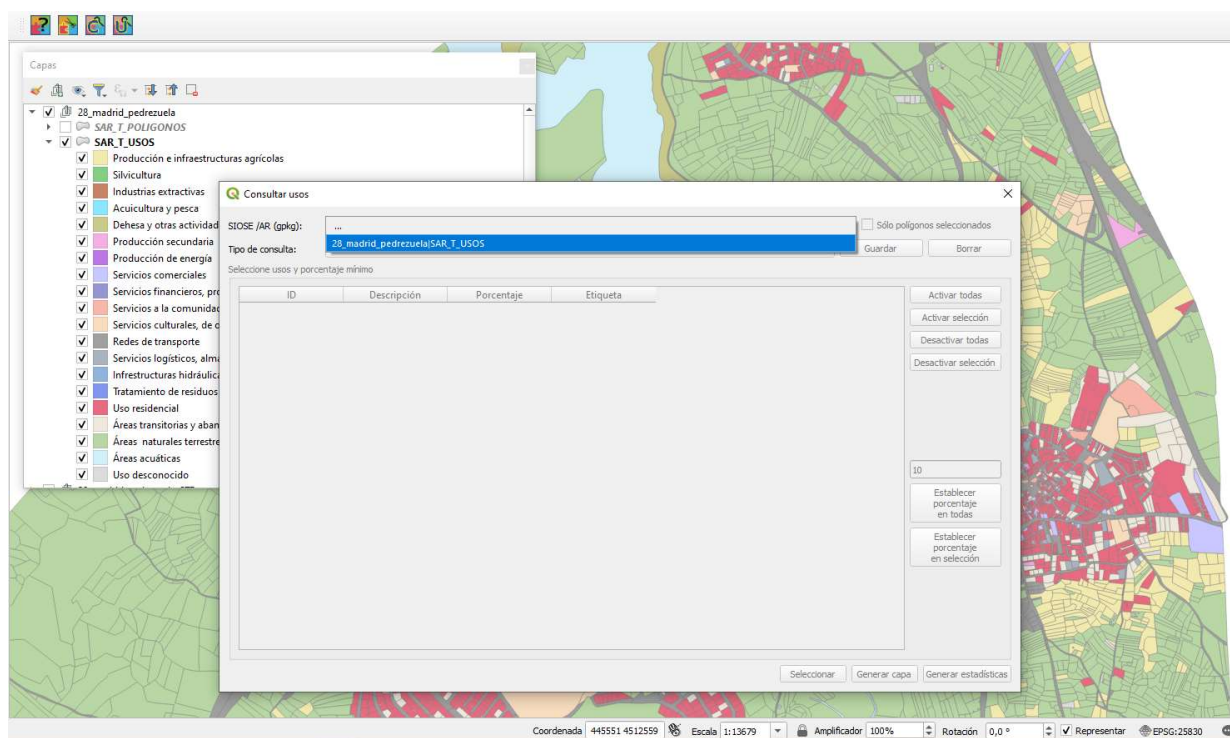 Capas
28_madrid_pedrezuela
SAR_T_POLIGONOS
SAR_T_USOS
Producción e infraestructuras agrícolas
Silvicultura
Industrias extractivas
Acuicultura y pesca
Dehesa y otras actividad
Producción secundaria
Producción de energía
Servicios comerciales
Servicios financieros, pro
Servicios a la comunidad
Servicios culturales, de o
Redes de transporte
Servicios logísticos, alma
Infrestructuras hidráulica
Tratamiento de residuos
Uso residencial
Áreas transitorias y aban
Áreas naturales terrestre
Áreas acuáticas
Uso desconocido
Consultar usos
SIOSE /AR (gpkg): ... Sólo polígonos seleccionados
28_madrid_pedrezuela|SAR_T_USOS
Tipo de consulta: Guardar Borrar
Seleccione usos y porcentaje mínimo
ID Descripción Porcentaje Etiqueta
Activar todas
Activar selección
Desactivar todas
Desactivar selección
10
Establecer
porcentaje
en todas
Establecer
porcentaje
en selección
Seleccionar Generar capa Generar estadísticas
Coordenada 445551 4512559 Escala 1:13679 Amplificador 100% Rotación 0,0 ° Representar EPSG:25830